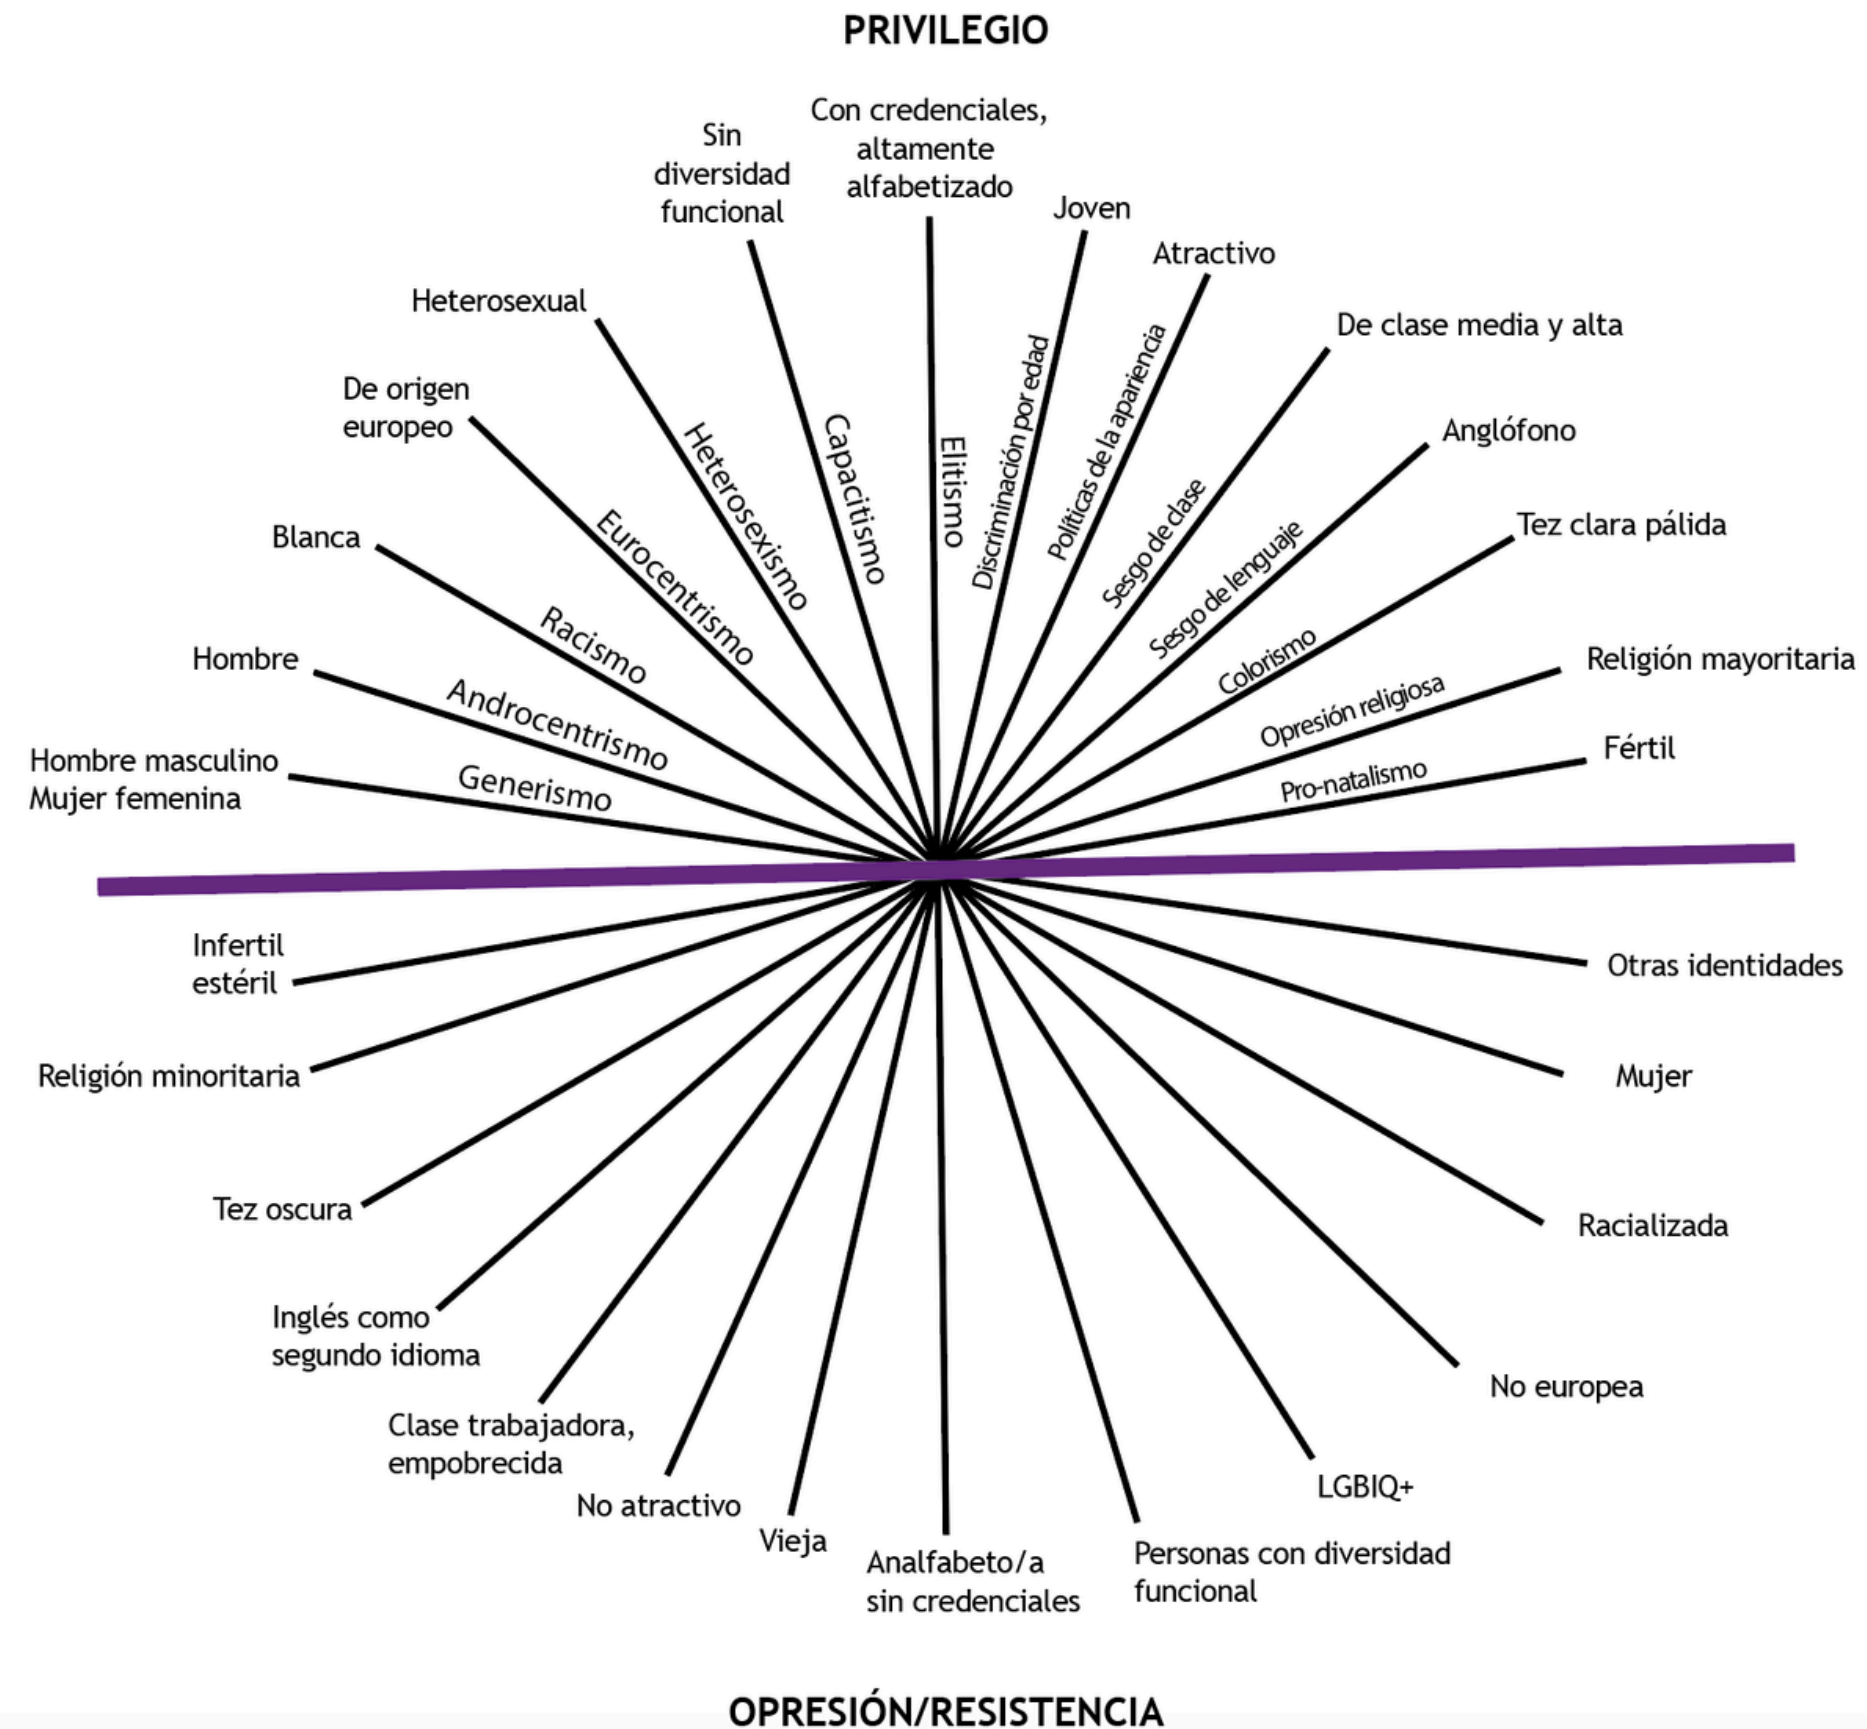 PRIVILEGIO
Con credenciales,
altamente
alfabetizado
Sin
diversidad
funcional
Joven
Atractivo
Heterosexual
De clase media y alta
De origen
europeo
Anglófono
Blanca
Tez clara pálida
Hombre
Religión mayoritaria
Hombre masculino
Mujer femenina
Fértil
Generismo
Androcentrismo
Racismo
Eurocentrismo
Heterosexismo
Capacitismo
Elitismo
Discriminación por edad
Políticas de la apariencia
Sesgo de clase
Sesgo de lenguaje
Colorismo
Opresión religiosa
Pro-natalismo
Infertil
estéril
Otras identidades
Religión minoritaria
Mujer
Tez oscura
Racializada
Inglés como
segundo idioma
No europea
Clase trabajadora,
empobrecida
LGBIQ+
No atractivo
Vieja
Analfabeto/a
sin credenciales
Personas con diversidad
funcional
OPRESIÓN/RESISTENCIA